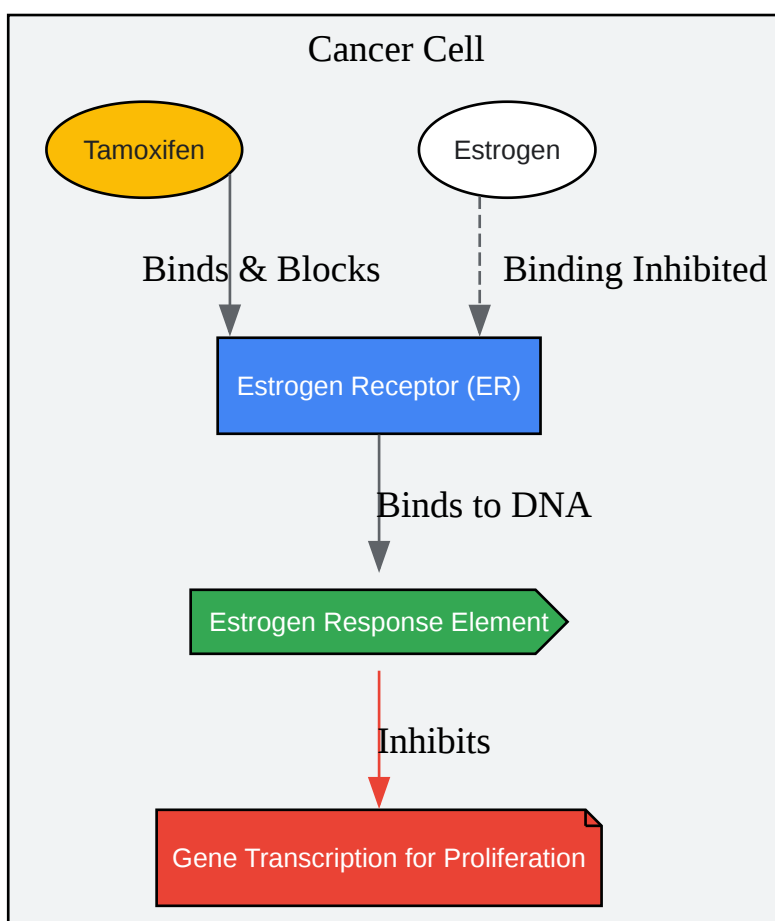 Cancer Cell
Tamoxifen
Estrogen
Binds & Blocks
Binding Inhibited
Estrogen Receptor (ER)
Binds to DNA
Estrogen Response Element
Inhibits
Gene Transcription for Proliferation